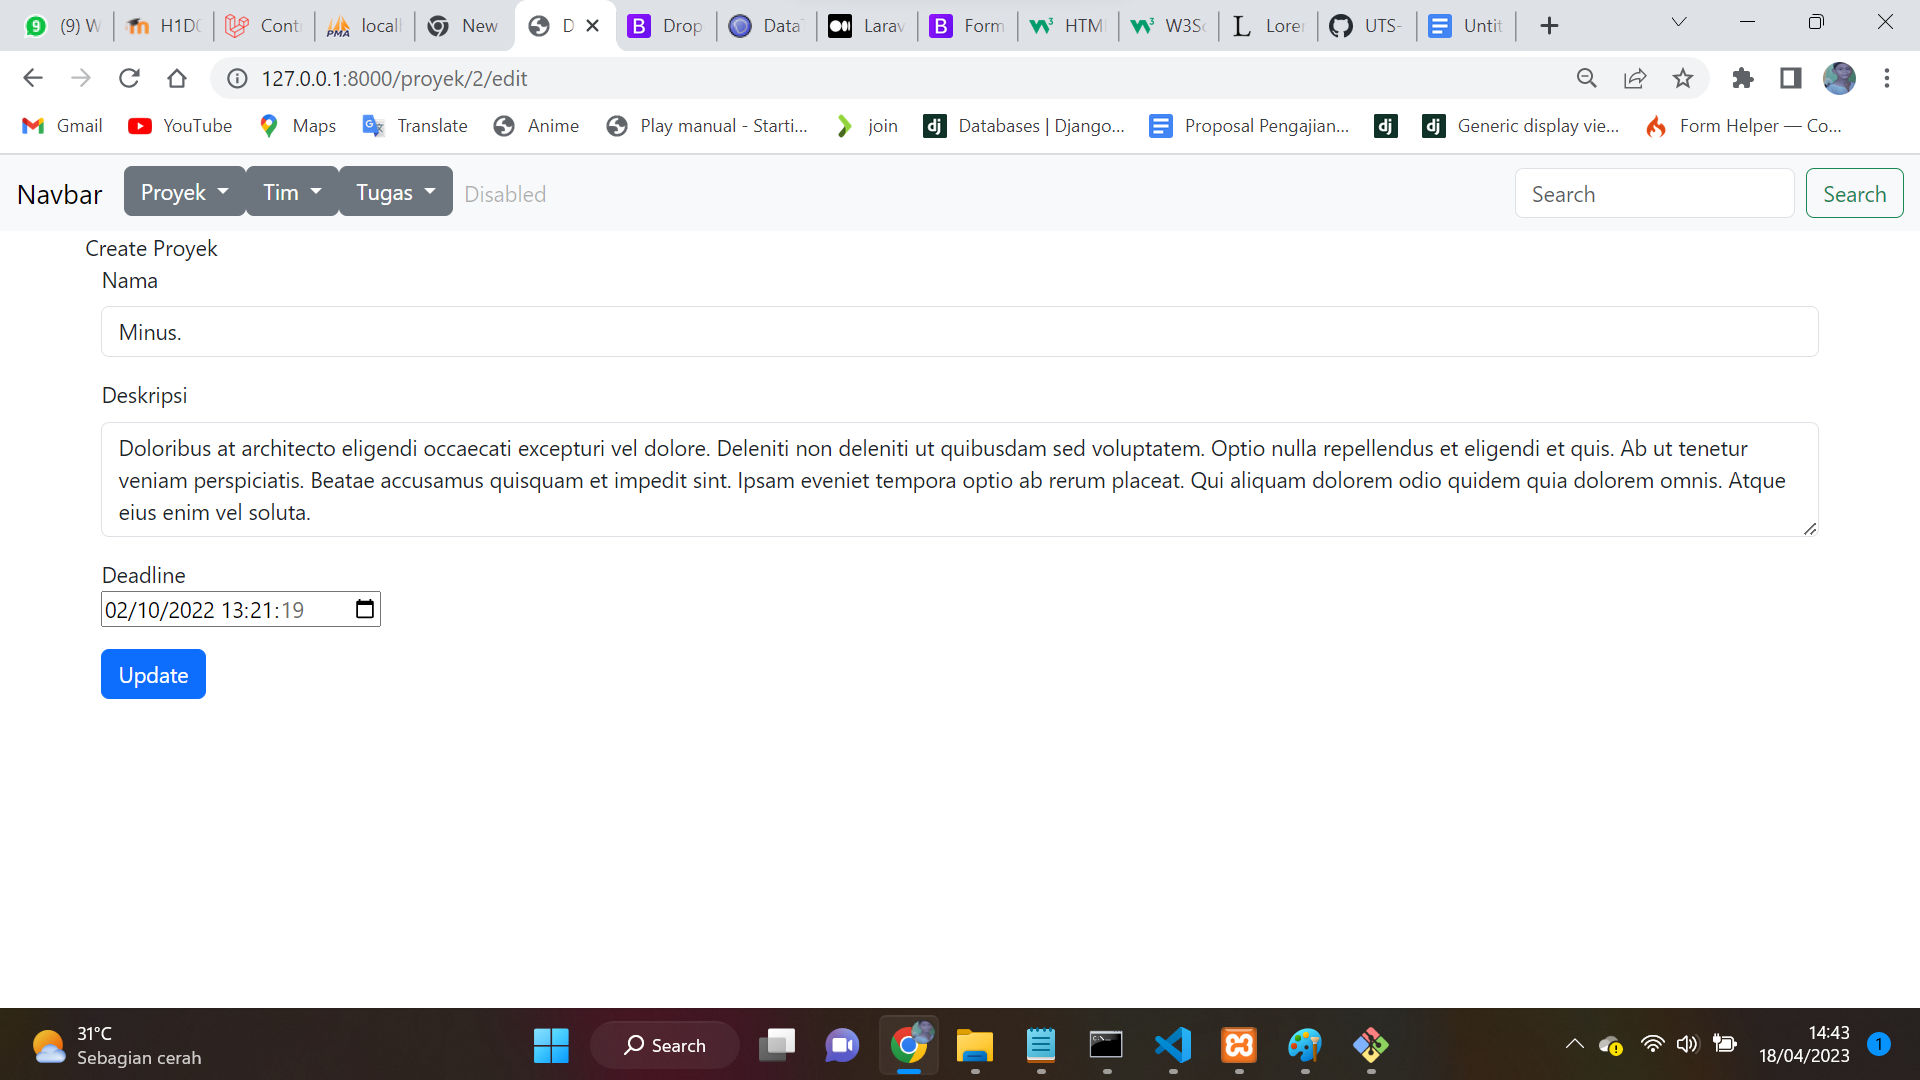 (9) W
H1D0
Cont
locall
New
D
Drop
Data
Larav
Form
HTMl
W3Sc
Lorer
UTS-
Untit
127.0.0.1:8000/proyek/2/edit
Gmail
YouTube
Maps
Translate
Anime
Play manual - Starti...
join
Databases | Django...
Proposal Pengajian...
Generic display vie...
Form Helper — Co...
Navbar
Proyek
Tim
Tugas
Disabled
Search
Search
Create Proyek
Nama
Minus.
Deskripsi
Doloribus at architecto eligendi occaecati excepturi vel dolore. Deleniti non deleniti ut quibusdam sed voluptatem. Optio nulla repellendus et eligendi et quis. Ab ut tenetur
veniam perspiciatis. Beatae accusamus quisquam et impedit sint. Ipsam eveniet tempora optio ab rerum placeat. Qui aliquam dolorem odio quidem quia dolorem omnis. Atque
eius enim vel soluta.
Deadline
02/10/2022 13:21:19
Update
31°C
Sebagian cerah
Search
14:43
18/04/2023
1